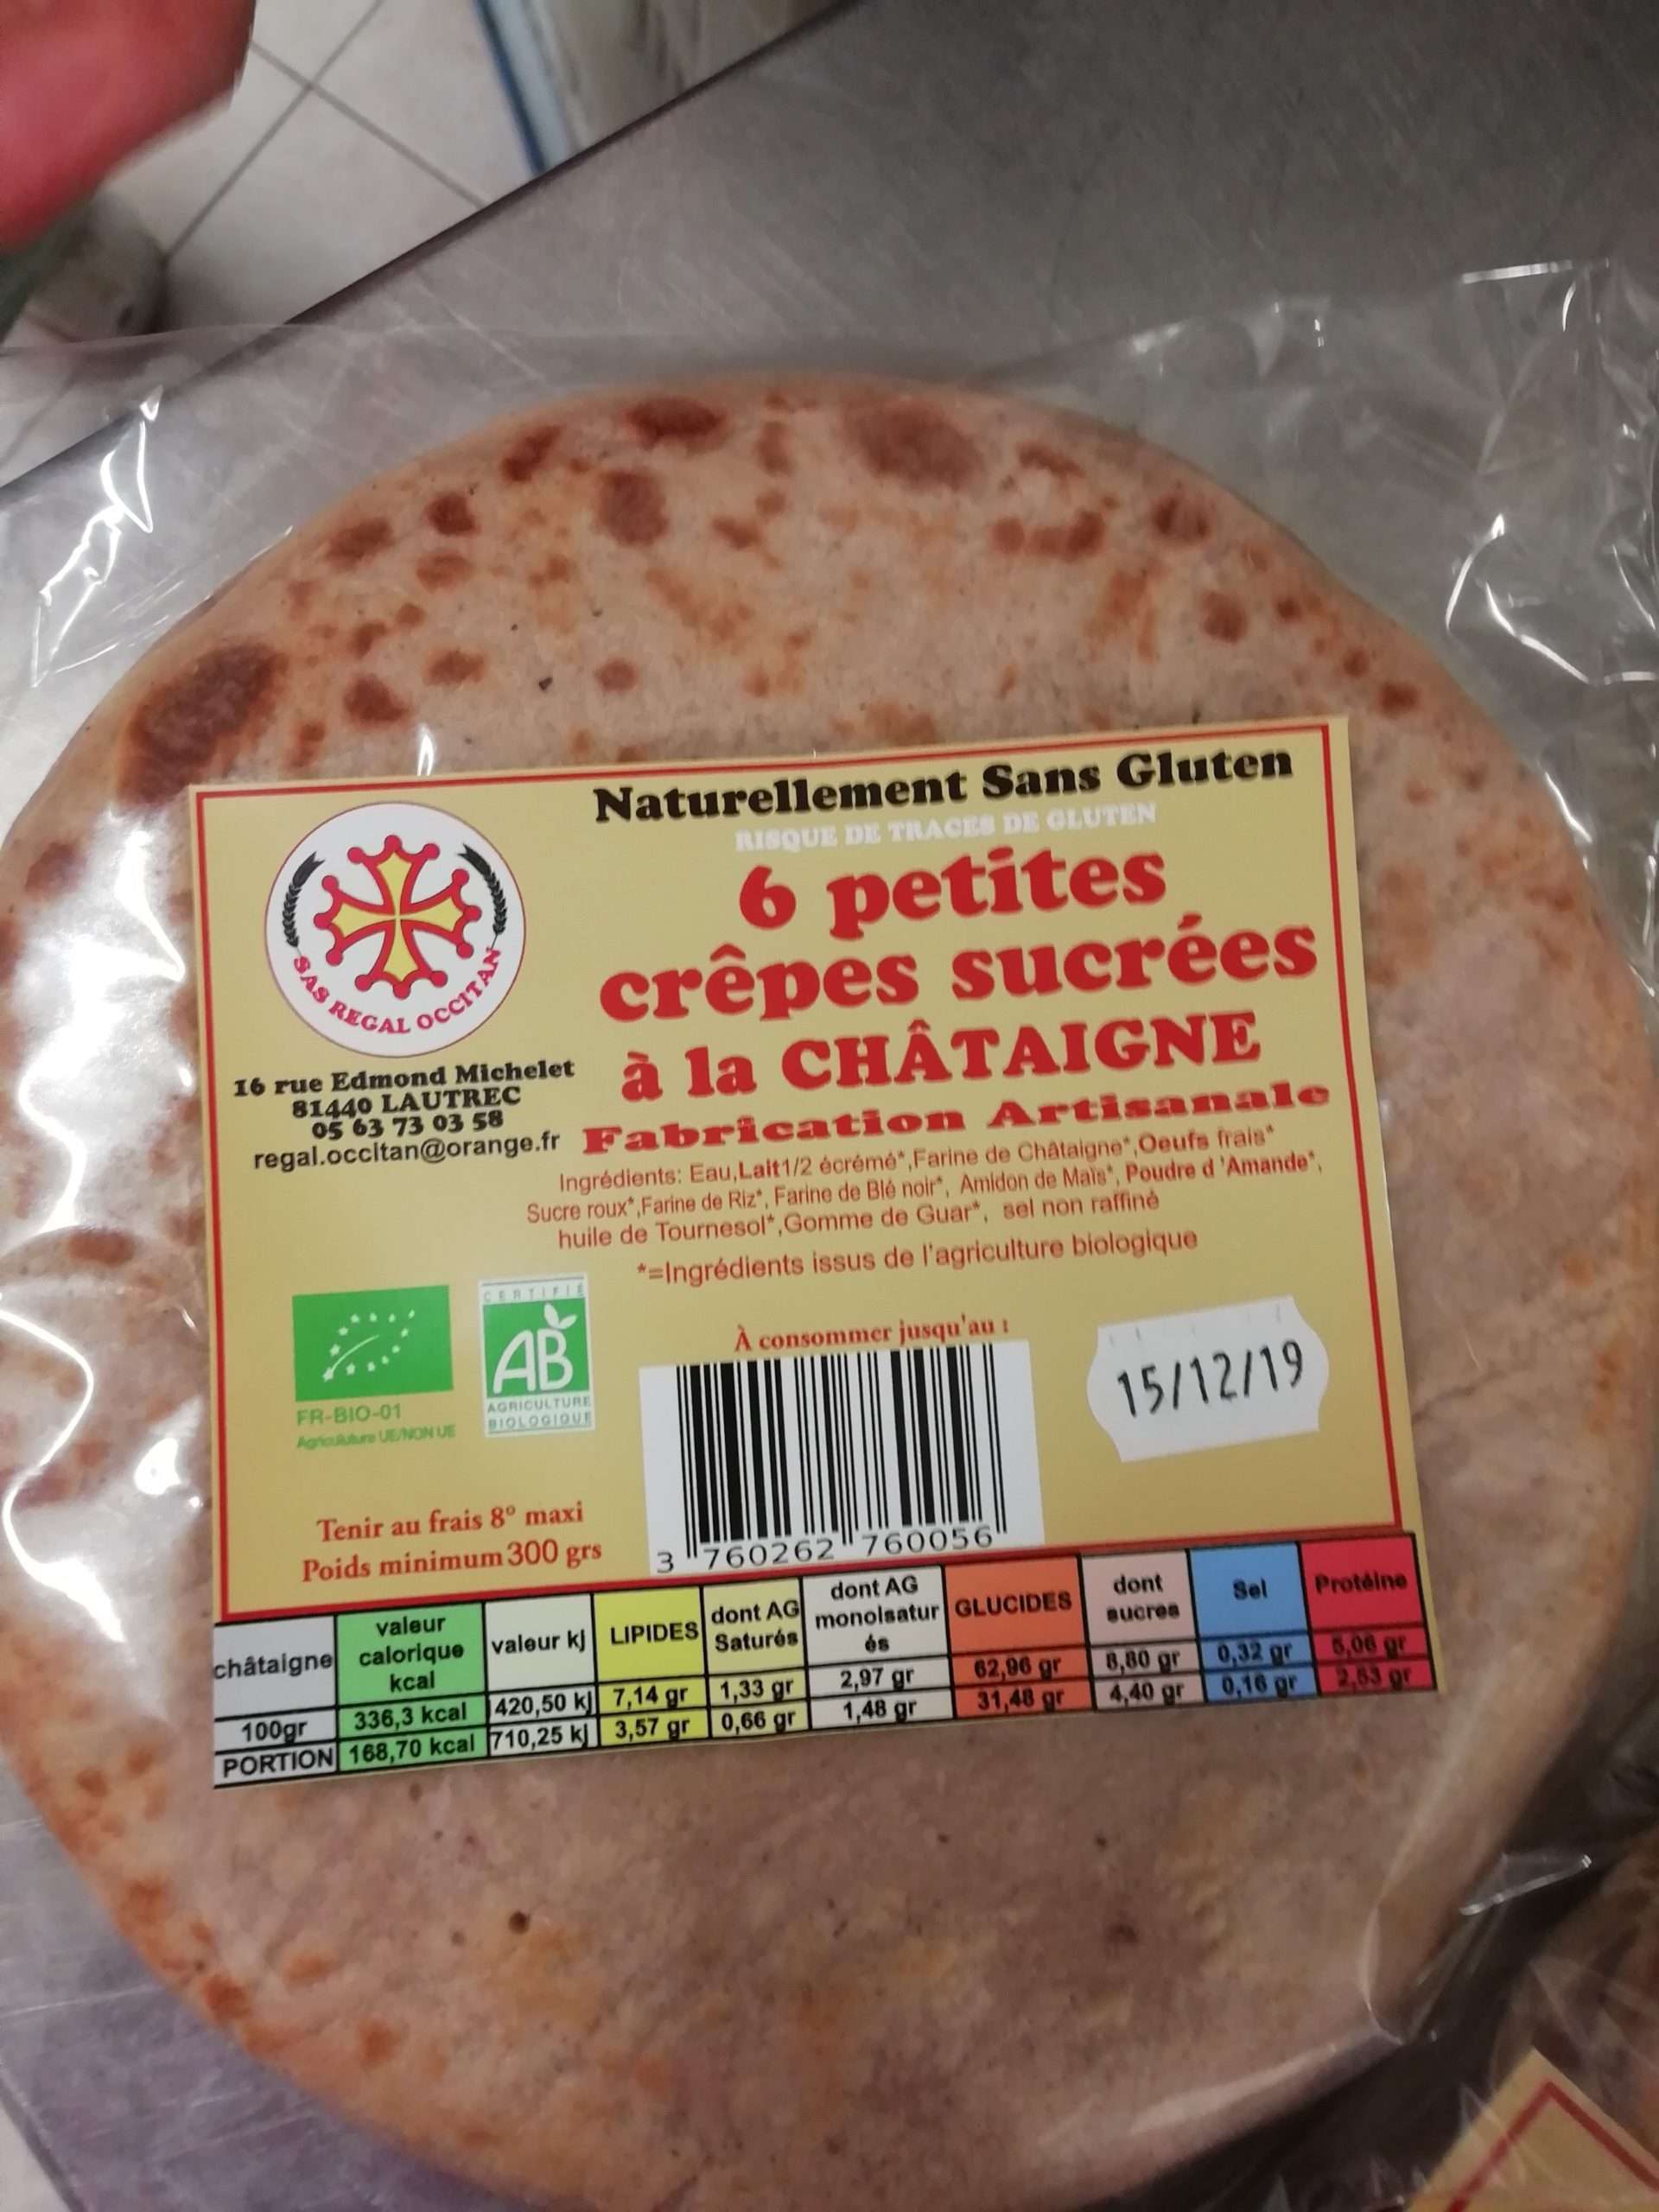 Naturellement Sans Gluten
RISQUE DE TRACES DE GLUTEN
6 petites
crêpes sucrées
à la CHÂTAIGNE
Fabrication Artisanale
SAS REGAL OCCITAN
16 rue Edmond Michelet
81440 LAUTREC
05 63 73 03 58
regal.occitan@orange.fr
Ingrédients: Eau,Lait1/2 écrémé*,Farine de Châtaigne*,Oeufs frais*
Sucre roux*,Farine de Riz*, Farine de Blé noir*, Amidon de Maïs*, Poudre d'Amande*,
huile de Tournesol*,Gomme de Guar*, sel non raffiné
*=Ingrédients issus de l'agriculture biologique
CERTIFIÉ
AB
AGRICULTURE
BIOLOGIQUE
FR-BIO-01
Agriculuture UE/NON UE
À consommer jusqu'au :
15/12/19
Tenir au frais 8° maxi
Poids minimum 300 grs
3 760262 760056
châtaigne valeur calorique kcal valeur kj LIPIDES dont AG Saturés dont AG monoisaturés GLUCIDES dont sucres Sel Protéine
100gr 336,3 kcal 1420,50 kj 7,14 gr 1,33 gr 2,97 gr 62,96 gr 8,80 gr 0,32 gr 5,06 gr
PORTION 168,70 kcal 710,25 kj 3,57 gr 0,66 gr 1,48 gr 31,48 gr 4,40 gr 0,16 gr 2,53 gr